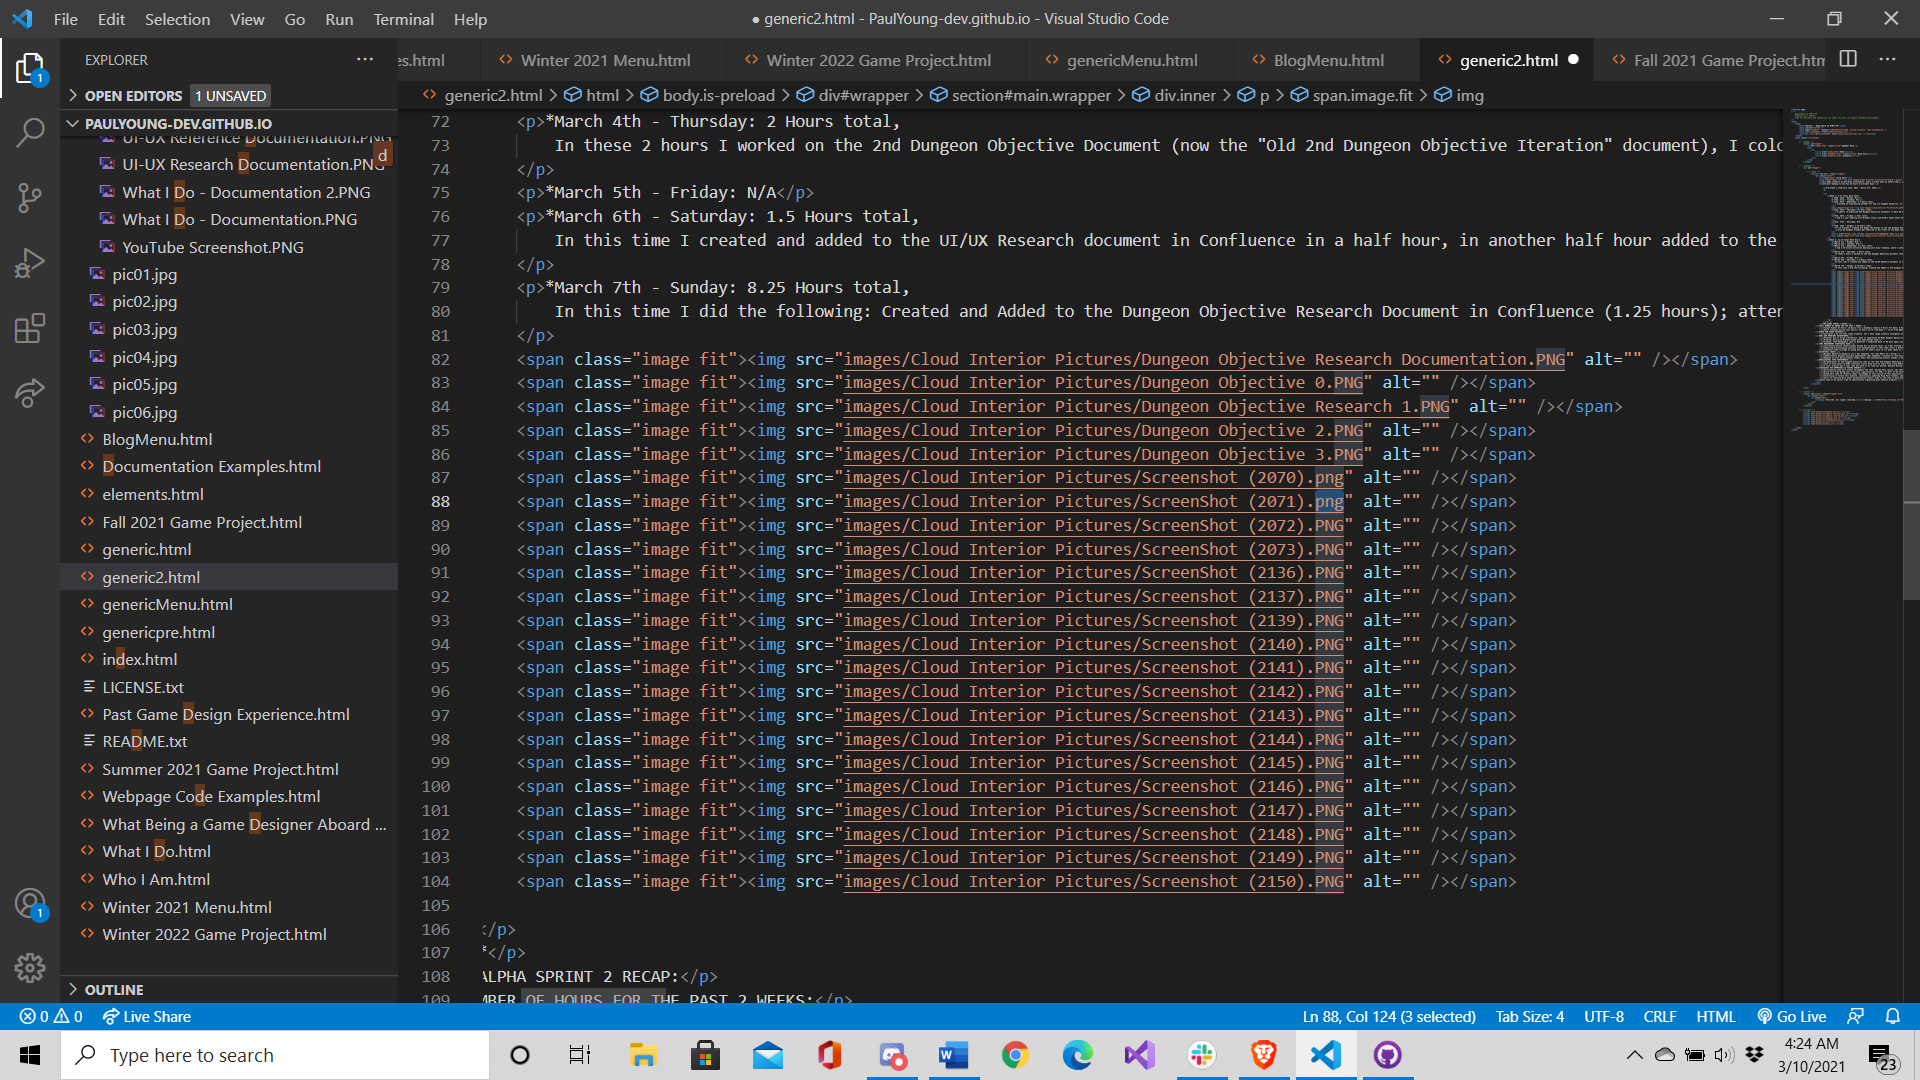 File Edit Selection View Go Run Terminal Help
● generic2.html - PaulYoung-dev.github.io - Visual Studio Code
EXPLORER
es.html
Winter 2021 Menu.html
Winter 2022 Game Project.html
genericMenu.html
BlogMenu.html
generic2.html
Fall 2021 Game Project.htm
OPEN EDITORS 1 UNSAVED
generic2.html > html > body.is-preload > div#wrapper > section#main.wrapper > div.inner > p > span.image.fit > img
PAULYOUNG-DEV.GITHUB.IO
UI-UX Reference Documentation.PNG
UI-UX Research Documentation.PNG
d
What I Do - Documentation 2.PNG
What I Do - Documentation.PNG
YouTube Screenshot.PNG
pic01.jpg
pic02.jpg
pic03.jpg
pic04.jpg
pic05.jpg
pic06.jpg
BlogMenu.html
Documentation Examples.html
elements.html
Fall 2021 Game Project.html
generic.html
generic2.html
genericMenu.html
genericpre.html
index.html
LICENSE.txt
Past Game Design Experience.html
README.txt
Summer 2021 Game Project.html
Webpage Code Examples.html
What Being a Game Designer Aboard ...
What I Do.html
Who I Am.html
Winter 2021 Menu.html
Winter 2022 Game Project.html
OUTLINE
72 <p>*March 4th - Thursday: 2 Hours total,
73 In these 2 hours I worked on the 2nd Dungeon Objective Document (now the "Old 2nd Dungeon Objective Iteration" document), I colo
74 </p>
75 <p>*March 5th - Friday: N/A</p>
76 <p>*March 6th - Saturday: 1.5 Hours total,
77 In this time I created and added to the UI/UX Research document in Confluence in a half hour, in another half hour added to the
78 </p>
79 <p>*March 7th - Sunday: 8.25 Hours total,
80 In this time I did the following: Created and Added to the Dungeon Objective Research Document in Confluence (1.25 hours); atter
81 </p>
82 <span class="image fit"><img src="images/Cloud Interior Pictures/Dungeon Objective Research Documentation.PNG" alt="" /></span>
83 <span class="image fit"><img src="images/Cloud Interior Pictures/Dungeon Objective 0.PNG" alt="" /></span>
84 <span class="image fit"><img src="images/Cloud Interior Pictures/Dungeon Objective Research 1.PNG" alt="" /></span>
85 <span class="image fit"><img src="images/Cloud Interior Pictures/Dungeon Objective 2.PNG" alt="" /></span>
86 <span class="image fit"><img src="images/Cloud Interior Pictures/Dungeon Objective 3.PNG" alt="" /></span>
87 <span class="image fit"><img src="images/Cloud Interior Pictures/ScreenShot (2070).png" alt="" /></span>
88 <span class="image fit"><img src="images/Cloud Interior Pictures/ScreenShot (2071).png" alt="" /></span>
89 <span class="image fit"><img src="images/Cloud Interior Pictures/ScreenShot (2072).PNG" alt="" /></span>
90 <span class="image fit"><img src="images/Cloud Interior Pictures/ScreenShot (2073).PNG" alt="" /></span>
91 <span class="image fit"><img src="images/Cloud Interior Pictures/ScreenShot (2136).PNG" alt="" /></span>
92 <span class="image fit"><img src="images/Cloud Interior Pictures/ScreenShot (2137).PNG" alt="" /></span>
93 <span class="image fit"><img src="images/Cloud Interior Pictures/Screenshot (2139).PNG" alt="" /></span>
94 <span class="image fit"><img src="images/Cloud Interior Pictures/Screenshot (2140).PNG" alt="" /></span>
95 <span class="image fit"><img src="images/Cloud Interior Pictures/Screenshot (2141).PNG" alt="" /></span>
96 <span class="image fit"><img src="images/Cloud Interior Pictures/Screenshot (2142).PNG" alt="" /></span>
97 <span class="image fit"><img src="images/Cloud Interior Pictures/Screenshot (2143).PNG" alt="" /></span>
98 <span class="image fit"><img src="images/Cloud Interior Pictures/Screenshot (2144).PNG" alt="" /></span>
99 <span class="image fit"><img src="images/Cloud Interior Pictures/Screenshot (2145).PNG" alt="" /></span>
100 <span class="image fit"><img src="images/Cloud Interior Pictures/Screenshot (2146).PNG" alt="" /></span>
101 <span class="image fit"><img src="images/Cloud Interior Pictures/Screenshot (2147).PNG" alt="" /></span>
102 <span class="image fit"><img src="images/Cloud Interior Pictures/Screenshot (2148).PNG" alt="" /></span>
103 <span class="image fit"><img src="images/Cloud Interior Pictures/Screenshot (2149).PNG" alt="" /></span>
104 <span class="image fit"><img src="images/Cloud Interior Pictures/Screenshot (2150).PNG" alt="" /></span>
105
106 </p>
107 *</p>
108 ALPHA SPRINT 2 RECAP:</p>
109 MBER OF HOURS FOR THE PAST 2 WEEKS:</p>
0 0 Live Share
Ln 88, Col 124 (3 selected) Tab Size: 4 UTF-8 CRLF HTML Go Live
Type here to search
4:24 AM
3/10/2021
23